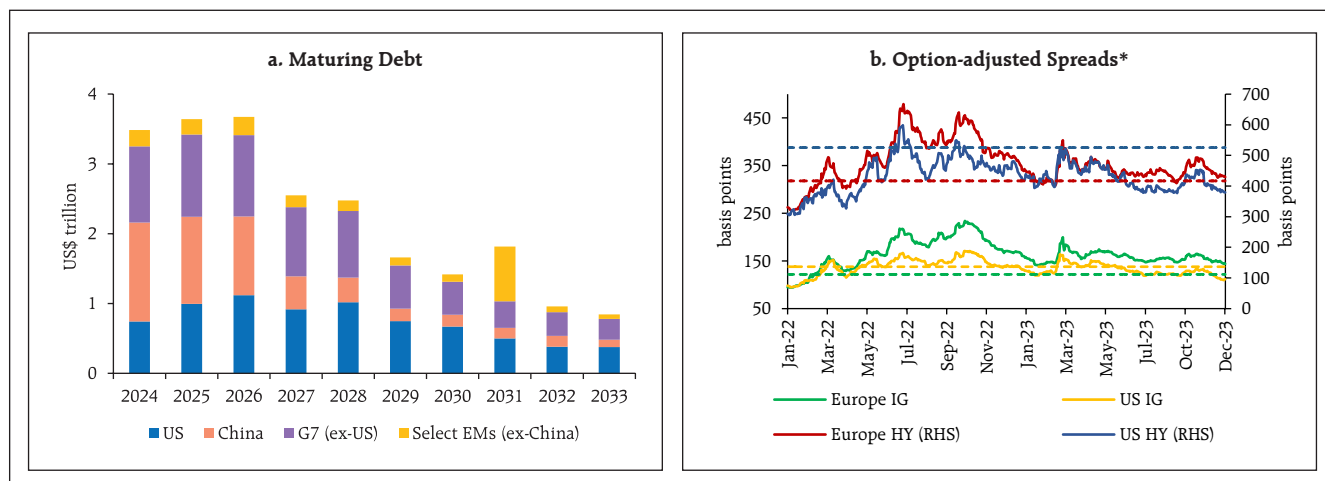 a. Maturing Debt
US$ trillion
4
3
2
1
0
2024 2025 2026 2027 2028 2029 2030 2031 2032 2033
US China G7 (ex-US) Select EMs (ex-China)
b. Option-adjusted Spreads*
basis points
450
350
250
150
50
700
600
500
400
300
200
100
0
basis points
Jan-22 Mar-22 May-22 Jul-22 Sep-22 Nov-22 Jan-23 Mar-23 May-23 Jul-23 Oct-23 Dec-23
Europe IG US IG
Europe HY (RHS) US HY (RHS)